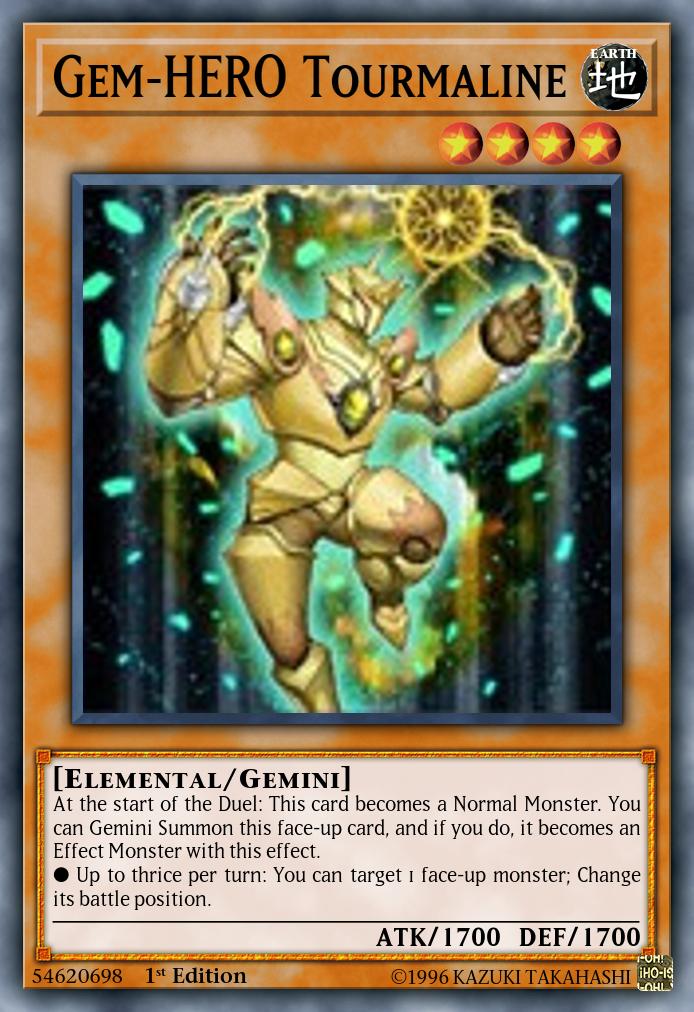 Gem-HERO Tourmaline
EARTH
地
[Elemental/Gemini]
At the start of the Duel: This card becomes a Normal Monster. You
can Gemini Summon this face-up card, and if you do, it becomes an
Effect Monster with this effect.
● Up to thrice per turn: You can target 1 face-up monster; Change
its battle position.
ATK/1700 DEF/1700
54620698 1st Edition ©1996 KAZUKI TAKAHASHI